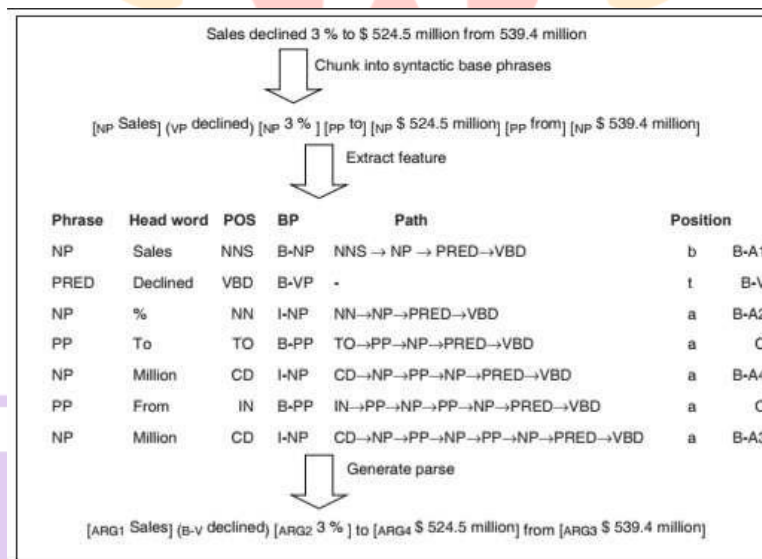 Sales declined 3 % to $ 524.5 million from 539.4 million
Chunk into syntactic base phrases
[NP Sales] (VP declined) [NP 3 % ] [PP to] [NP $ 524.5 million] [PP from] [NP $ 539.4 million]
Extract feature
Phrase Head word POS BP Path Position
NP Sales NNS B-NP NNS → NP → PRED→VBD b B-A1
PRED Declined VBD B-VP - t B-V
NP % NN I-NP NN→NP→PRED→VBD a B-A2
PP To TO B-PP TO→PP→NP→PRED→VBD a
NP Million CD I-NP CD→NP→PP→NP→PRED→VBD a B-A4
PP From IN B-PP IN→PP→NP→PP→NP→PRED→VBD a
NP Million CD I-NP CD→NP→PP→NP→PP→NP→PRED→VBD a B-A3
Generate parse
[ARG1 Sales] (B-V declined) [ARG2 3 % ] to [ARG4 $ 524.5 million] from [ARG3 $ 539.4 million]